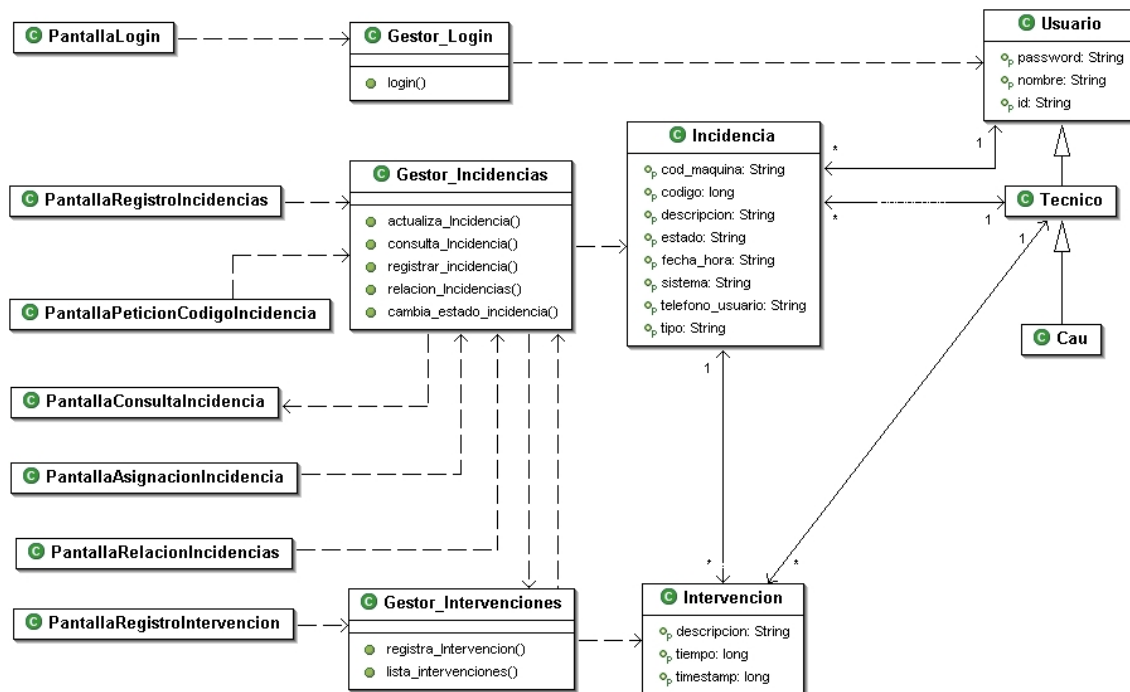 C PantallaLogin
C Gestor_Login
login()
C Usuario
password: String
nombre: String
id: String
C Incidencia
cod_maquina: String
codigo: long
descripcion: String
estado: String
fecha_hora: String
sistema: String
telefono_usuario: String
tipo: String
*
1
*
1
C Tecnico
1
C Cau
C PantallaRegistroIncidencias
C Gestor_Incidencias
actualiza_Incidencia()
consulta_Incidencia()
registrar_incidencia()
relacion_Incidencias()
cambia_estado_incidencia()
C PantallaPeticionCodigoIncidencia
1
C PantallaConsultaIncidencia
C PantallaAsignacionIncidencia
C PantallaRelacionIncidencias
*
*
C PantallaRegistroIntervencion
C Gestor_Intervenciones
registra_Intervencion()
lista_intervenciones()
C Intervencion
descripcion: String
tiempo: long
timestamp: long